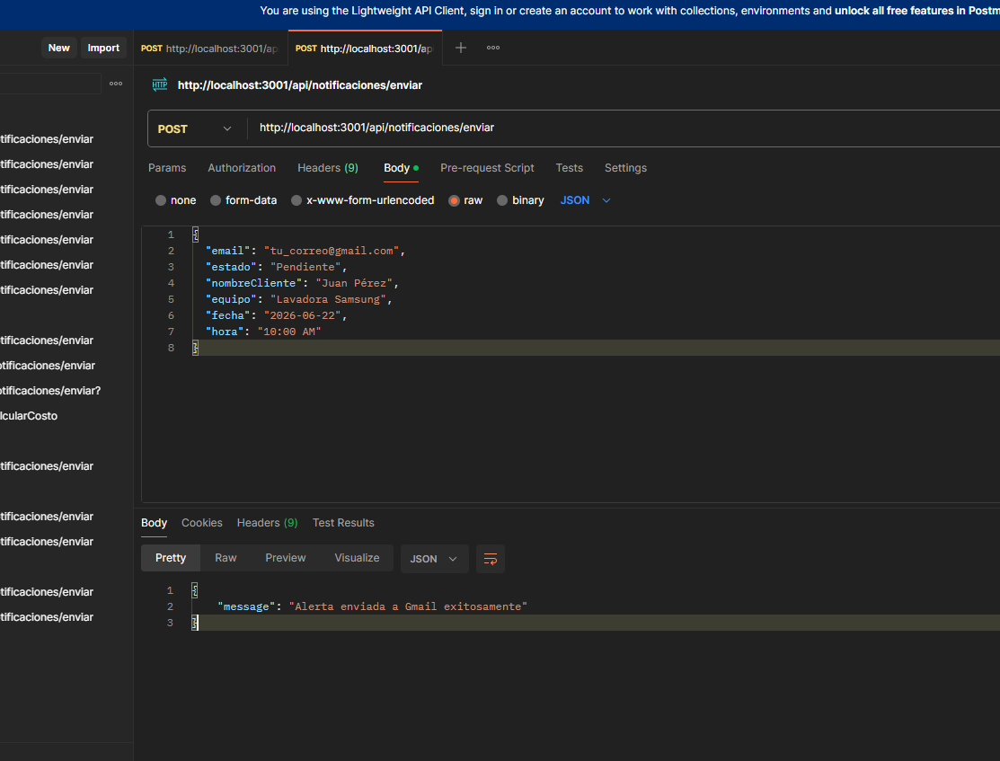 You are using the Lightweight API Client, sign in or create an account to work with collections, environments and unlock all free features in Postm
New Import POST http://localhost:3001/ap POST http://localhost:3001/ap
HTTP http://localhost:3001/api/notificaciones/enviar
POST http://localhost:3001/api/notificaciones/enviar
Params Authorization Headers (9) Body Pre-request Script Tests Settings
none form-data x-www-form-urlencoded raw binary JSON
1 {
2 "email": "tu_correo@gmail.com",
3 "estado": "Pendiente",
4 "nombreCliente": "Juan Pérez",
5 "equipo": "Lavadora Samsung",
6 "fecha": "2026-06-22",
7 "hora": "10:00 AM"
8 }
Body Cookies Headers (9) Test Results
Pretty Raw Preview Visualize JSON
1 {
2 "message": "Alerta enviada a Gmail exitosamente"
3 }
tificaciones/enviar
tificaciones/enviar
tificaciones/enviar
tificaciones/enviar
tificaciones/enviar
tificaciones/enviar
tificaciones/enviar
tificaciones/enviar
otificaciones/enviar
otificaciones/enviar?
lcularCosto
tificaciones/enviar
tificaciones/enviar
tificaciones/enviar
tificaciones/enviar
tificaciones/enviar